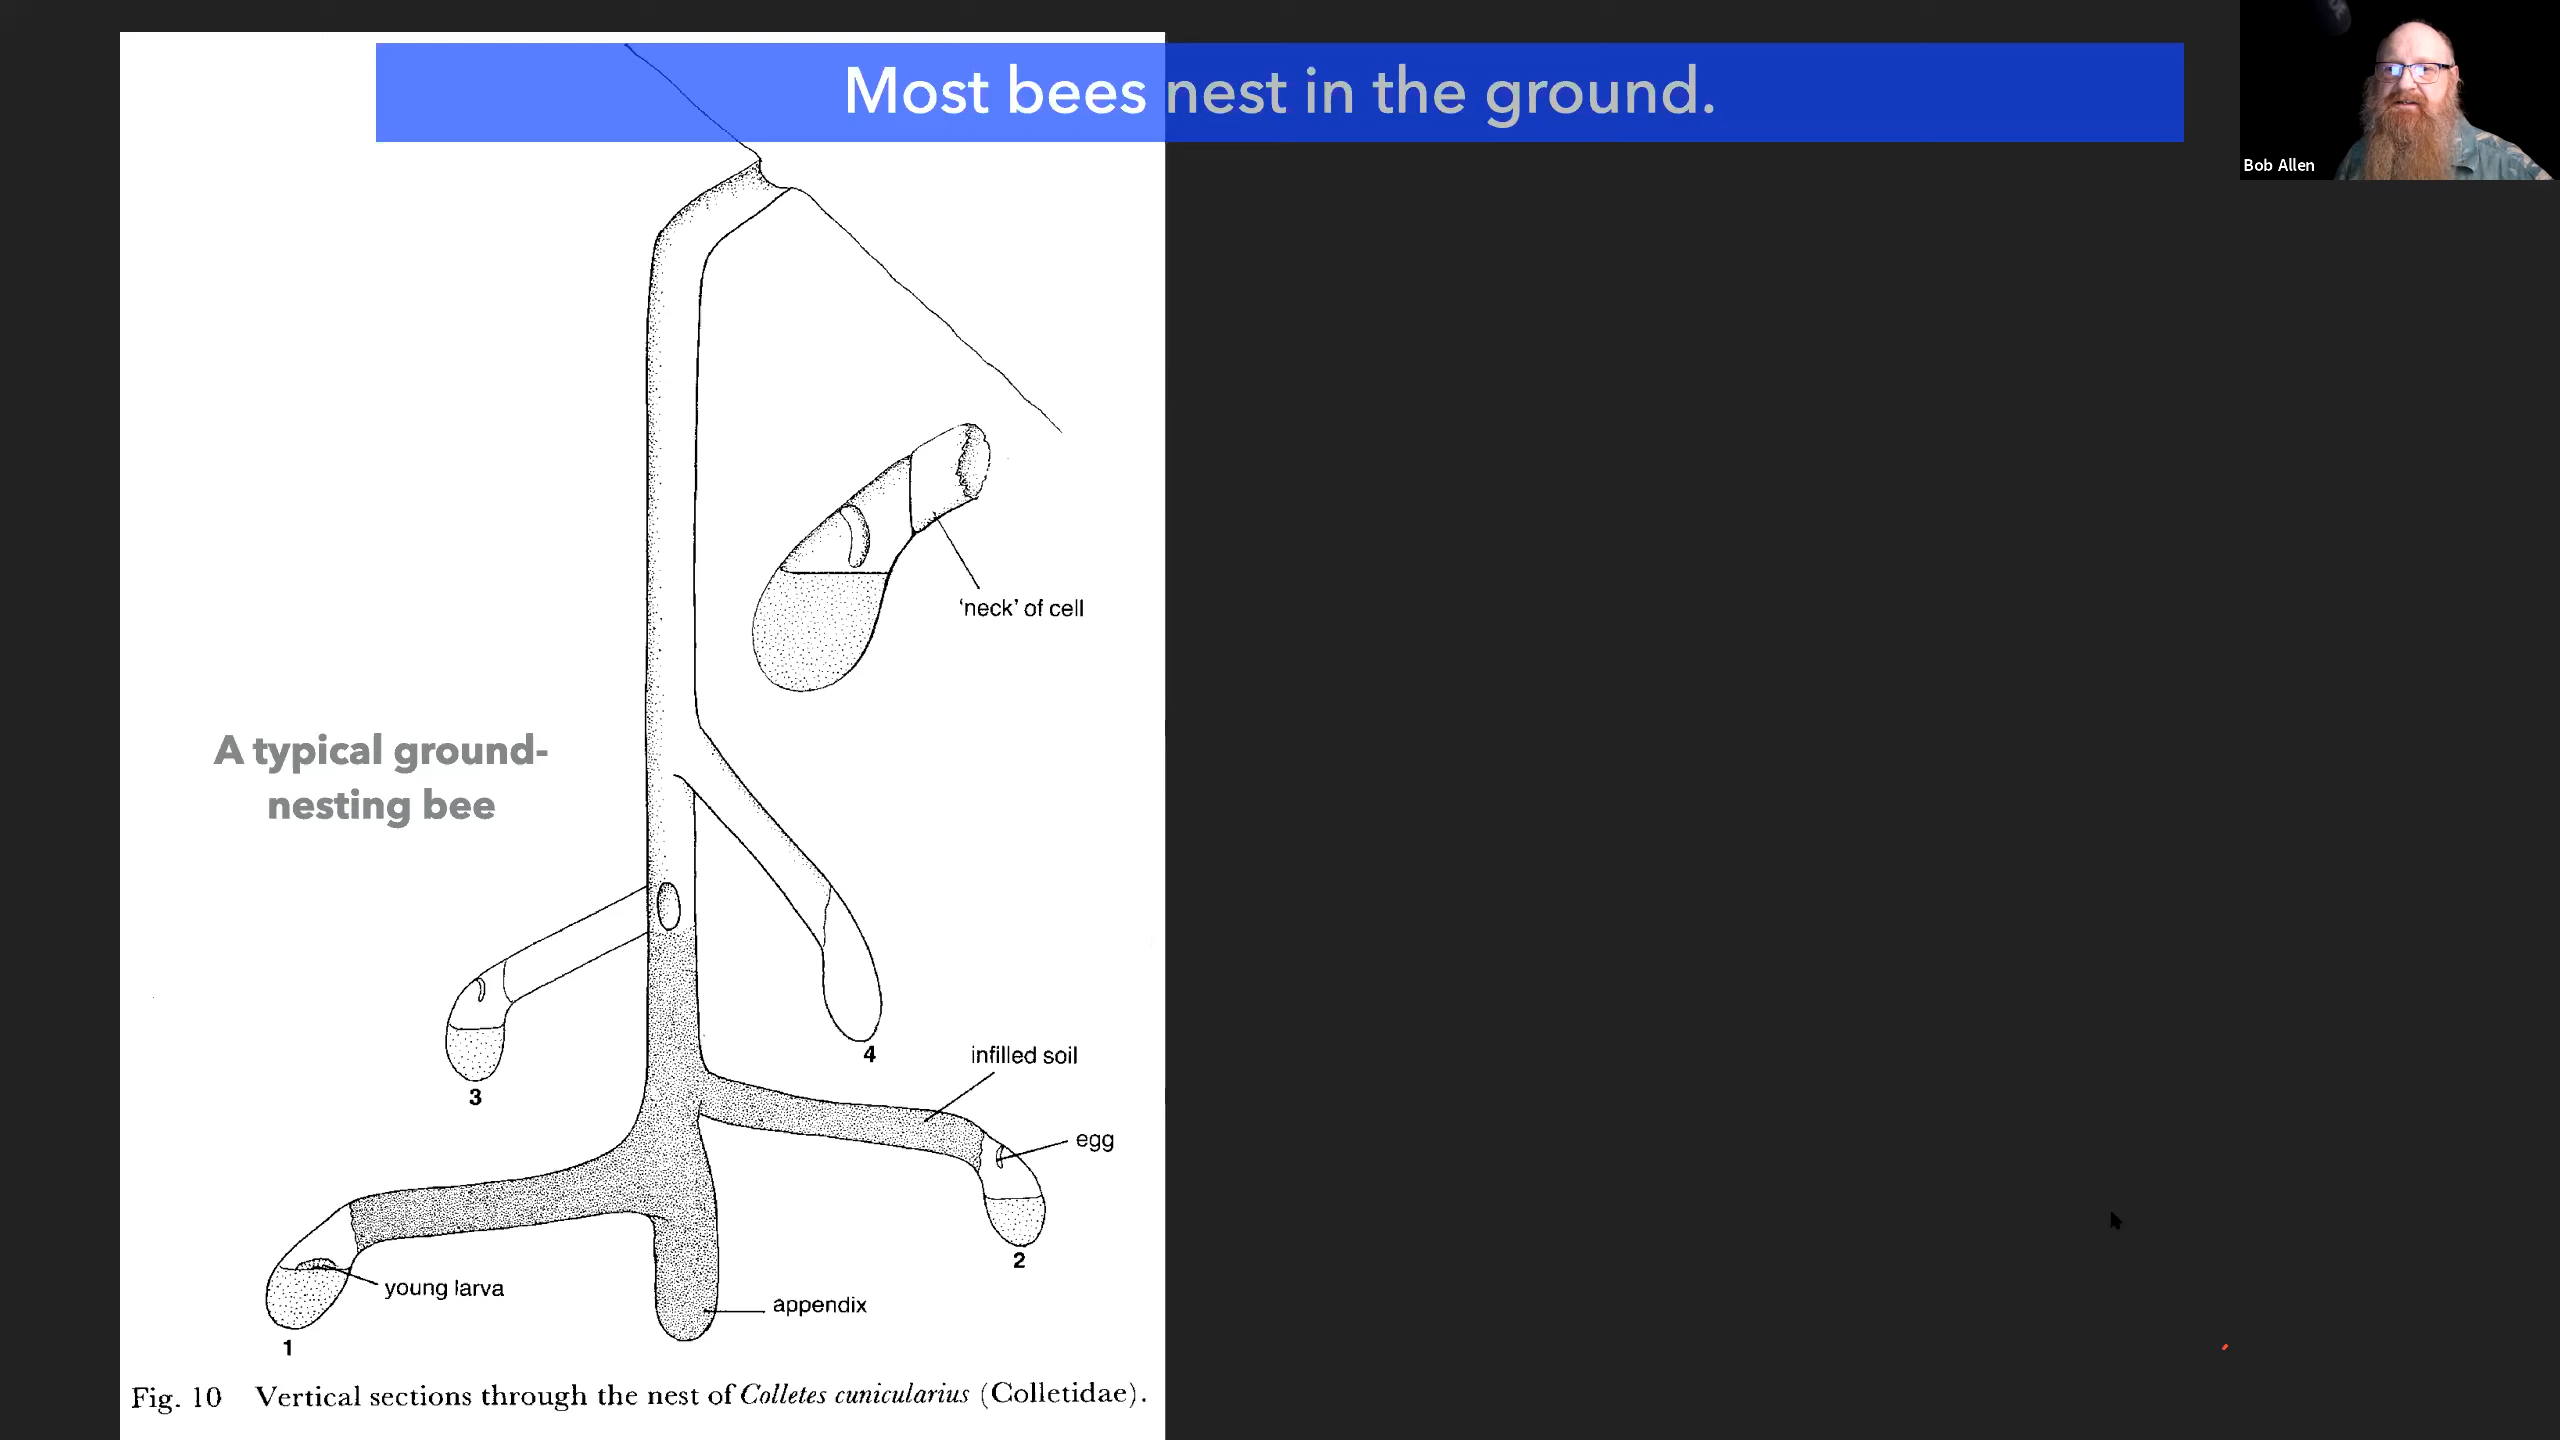 Most bees nest in the ground.
Bob Allen
'neck' of cell
A typical ground-
nesting bee
4
infilled soil
3
egg
2
young larva
appendix
1
Fig. 10 Vertical sections through the nest of Colletes cunicularius (Colletidae).